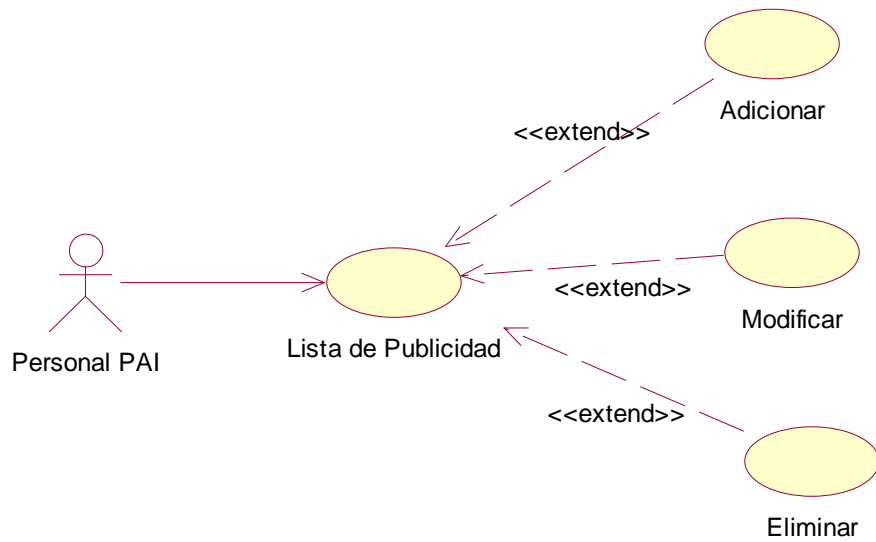 Adicionar
<<extend>>
<<extend>>
Modificar
Personal PAI
Lista de Publicidad
<<extend>>
Eliminar